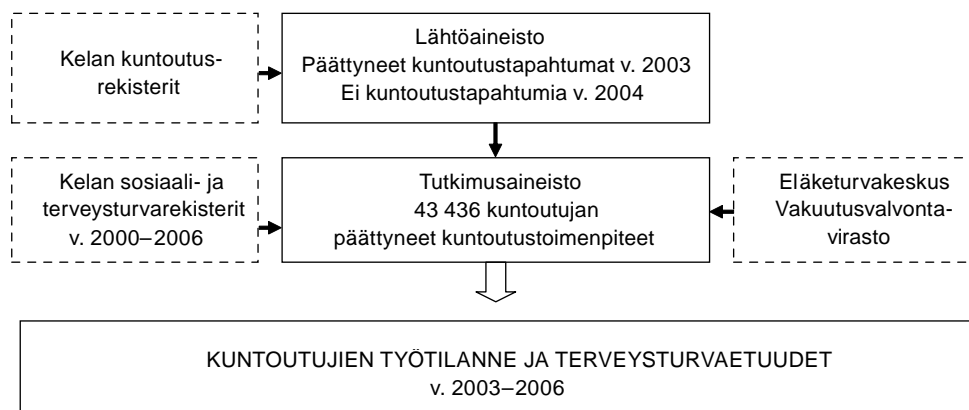 Kelan kuntoutus-
rekisterit
Lähtöaineisto
Päättyneet kuntoutustapahtumat v. 2003
Ei kuntoutustapahtumia v. 2004
Kelan sosiaali- ja
terveysturvarekisterit
v. 2000–2006
Tutkimusaineisto
43 436 kuntoutujan
päättyneet kuntoutustoimenpiteet
Eläketurvakeskus
Vakuutusvalvonta-
virasto
KUNTOUTUJIEN TYÖTILANNE JA TERVEYSTURVAETUUDET
v. 2003–2006